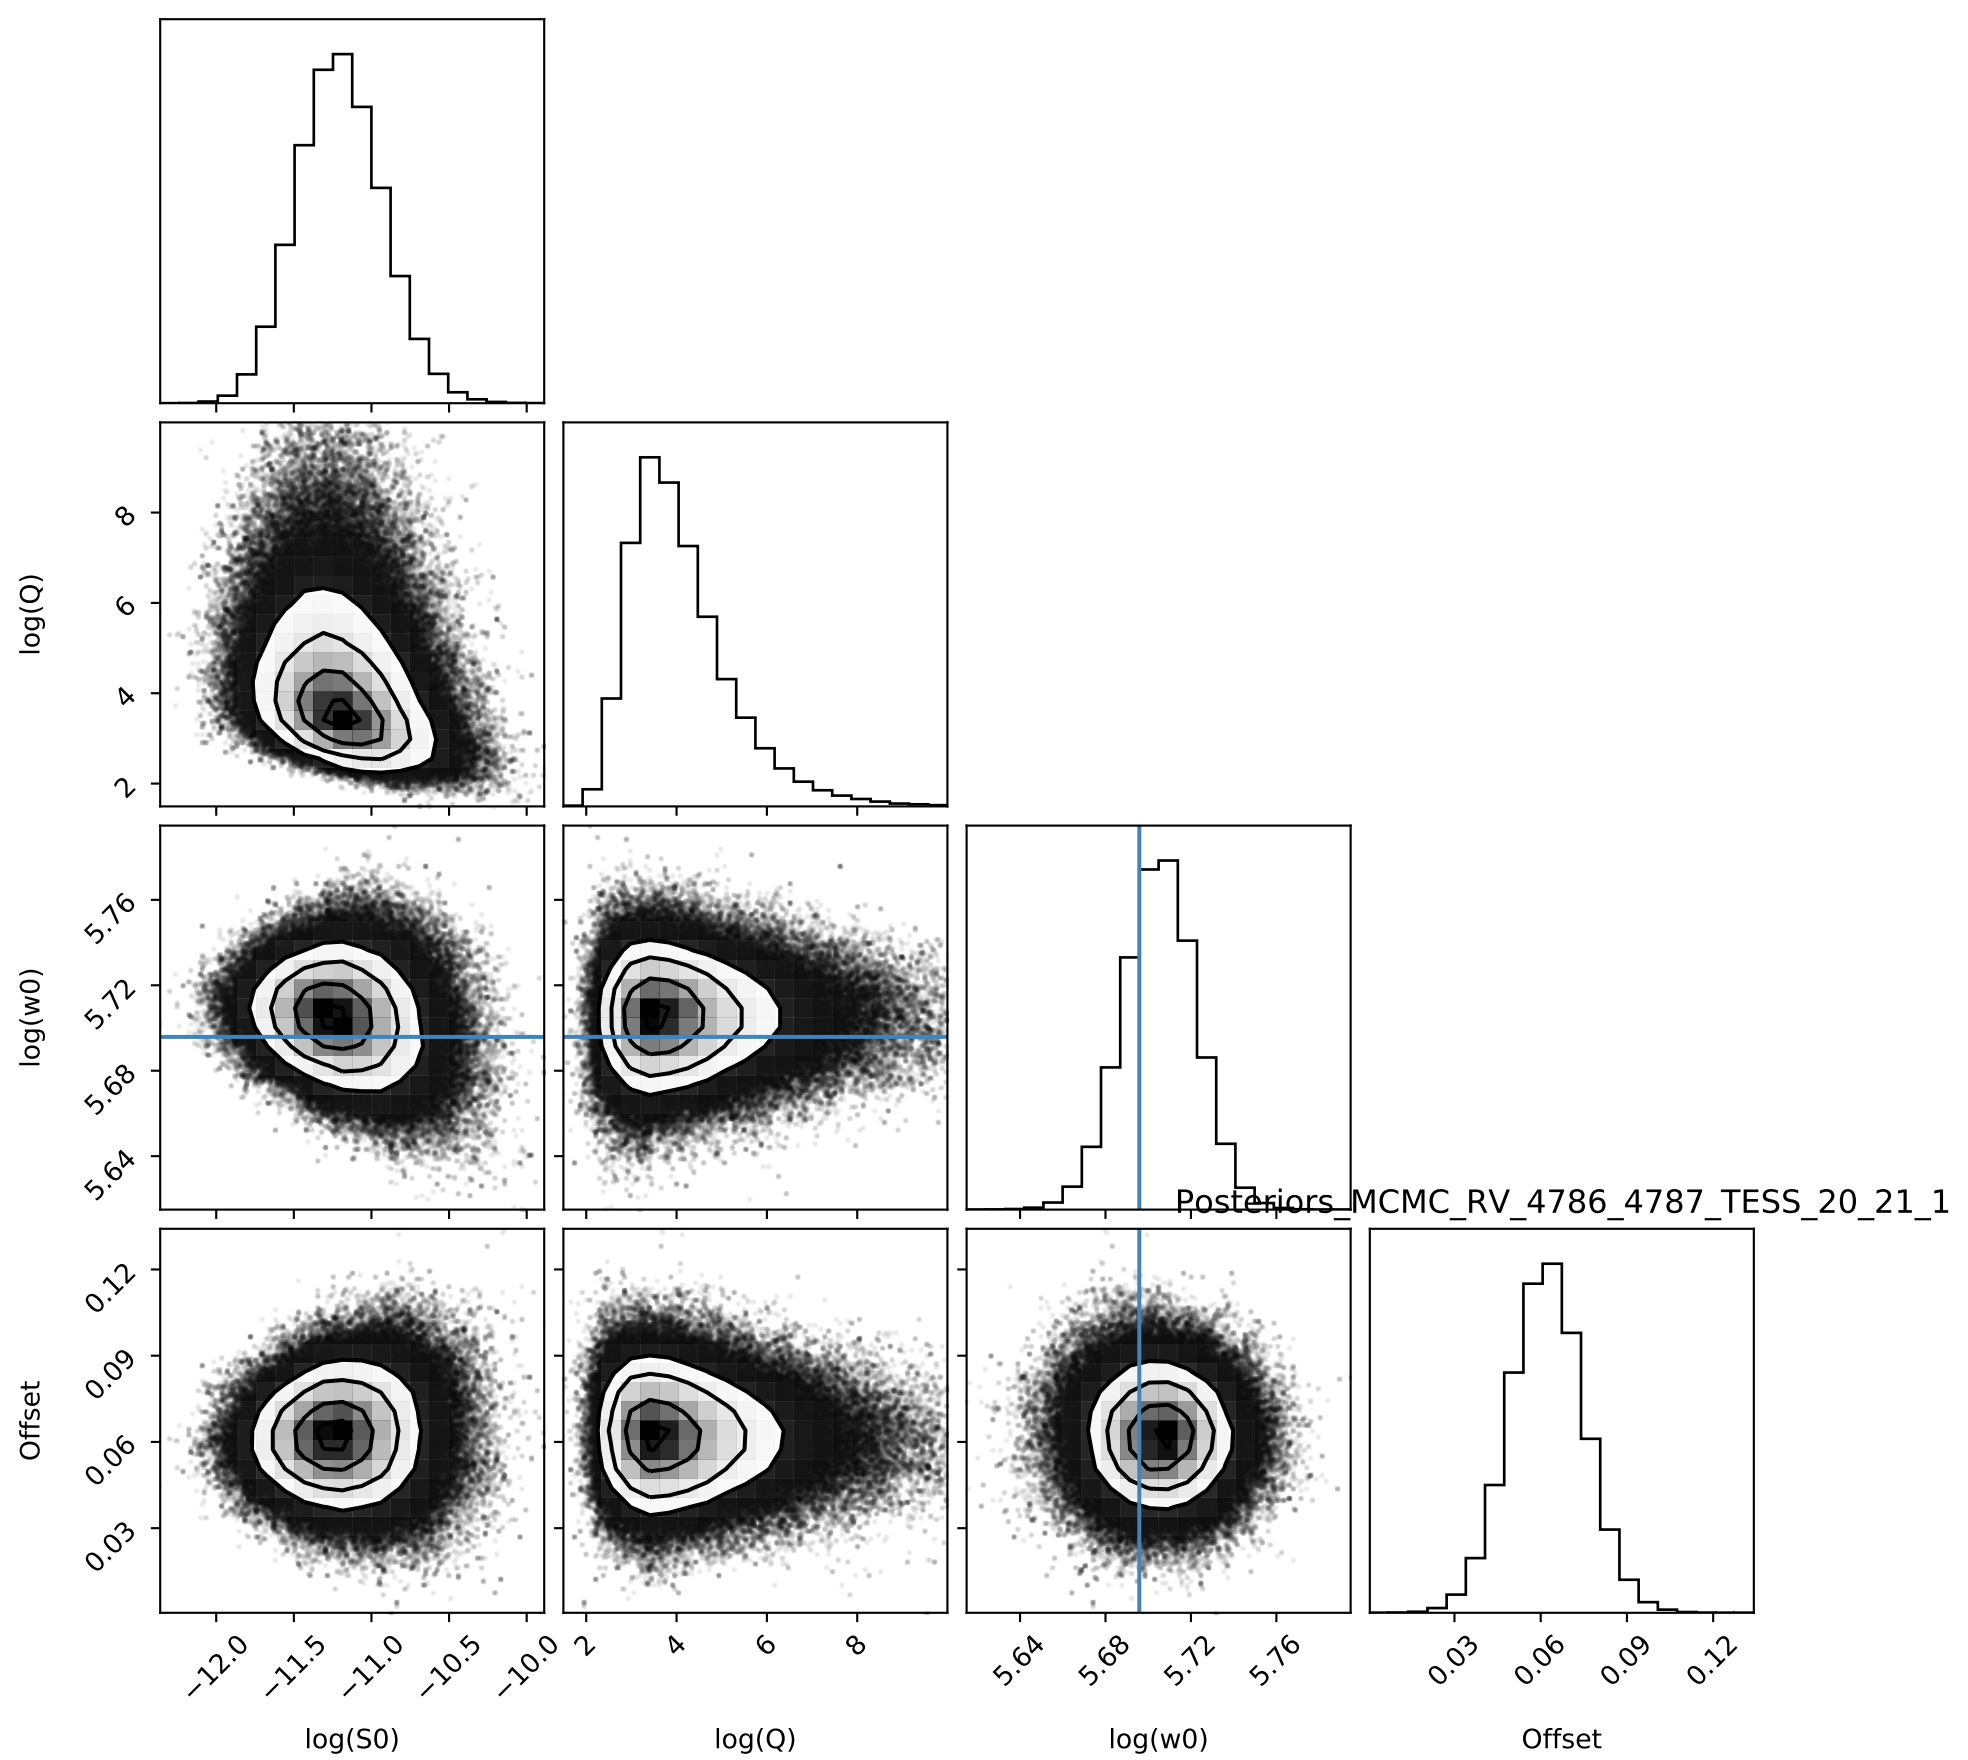 8
6
4
2
log(Q)
5.76
5.72
5.68
5.64
log(w0)
Posteriors_MCMC_RV_4786_4787_TESS_20_21_1
0.12
0.09
0.06
0.03
Offset
−12.0 −11.5 −11.0 −10.5 −10.0 2 4 6 8 5.64 5.68 5.72 5.76 0.03 0.06 0.09 0.12
log(S0) log(Q) log(w0) Offset